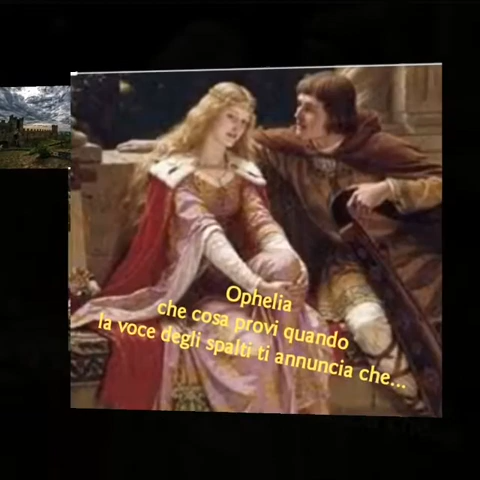 Ophelia
che cosa provi quando
la voce degli spalti ti annuncia che...